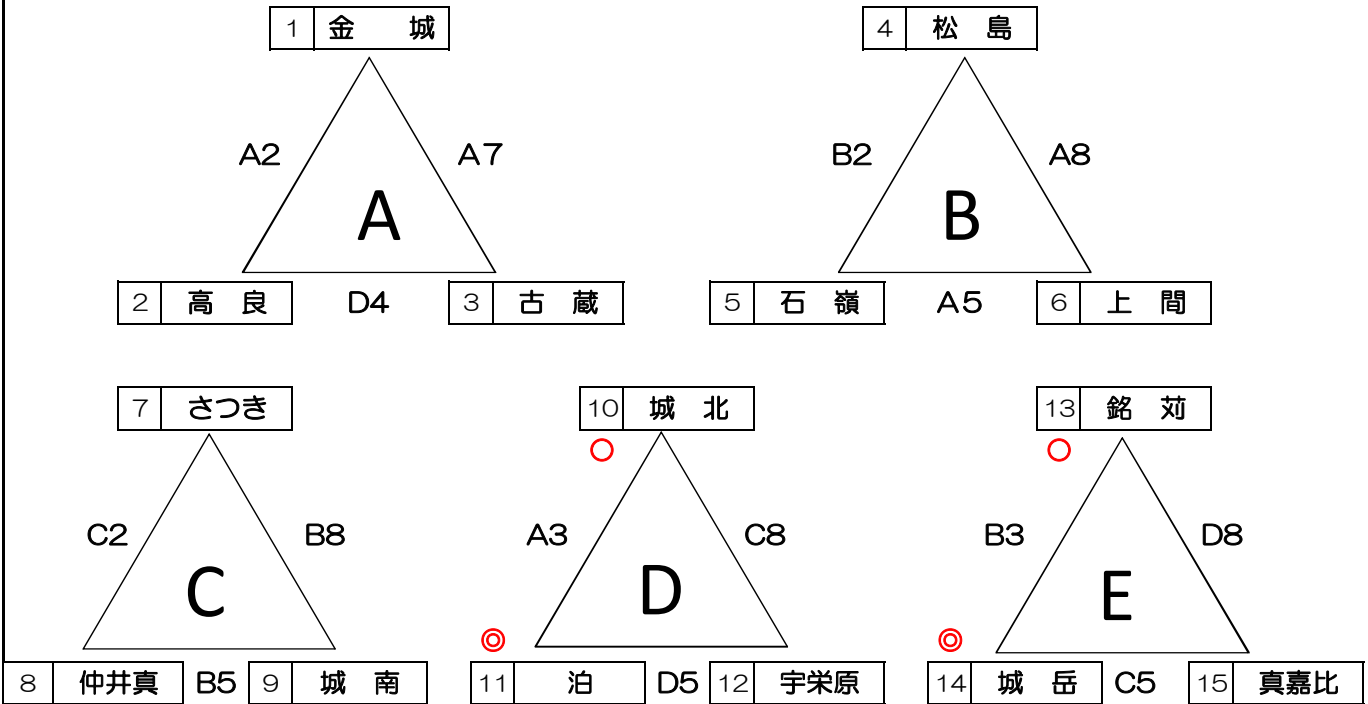 1 金 城 4 松 島
A2 A7 B2 A8
A B
2 高 良 D4 3 古 蔵 5 石 嶺 A5 6 上 間
7 さつき 10 城 北 13 銘 苅
○ ○
C2 B8 A3 C8 B3 D8
C D E
◎ ◎
8 仲井真 B5 9 城 南 11 泊 D5 12 宇栄原 14 城 岳 C5 15 真嘉比